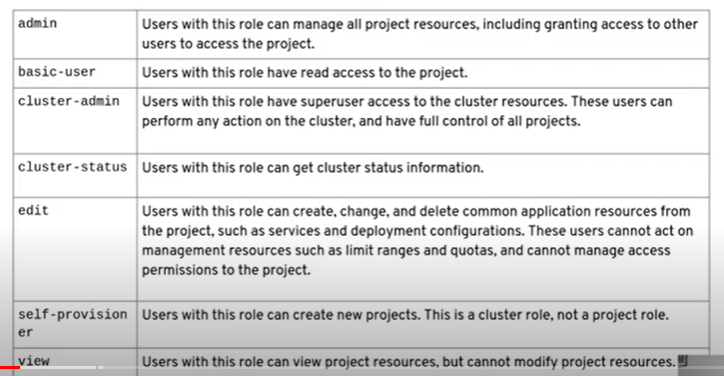 admin
Users with this role can manage all project resources, including granting access to other
users to access the project.
basic-user
Users with this role have read access to the project.
cluster-admin
Users with this role have superuser access to the cluster resources. These users can
perform any action on the cluster, and have full control of all projects.
cluster-status
Users with this role can get cluster status information.
edit
Users with this role can create, change, and delete common application resources from
the project, such as services and deployment configurations. These users cannot act on
management resources such as limit ranges and quotas, and cannot manage access
permissions to the project.
self-provision
er
Users with this role can create new projects. This is a cluster role, not a project role.
view
Users with this role can view project resources, but cannot modify project resources.